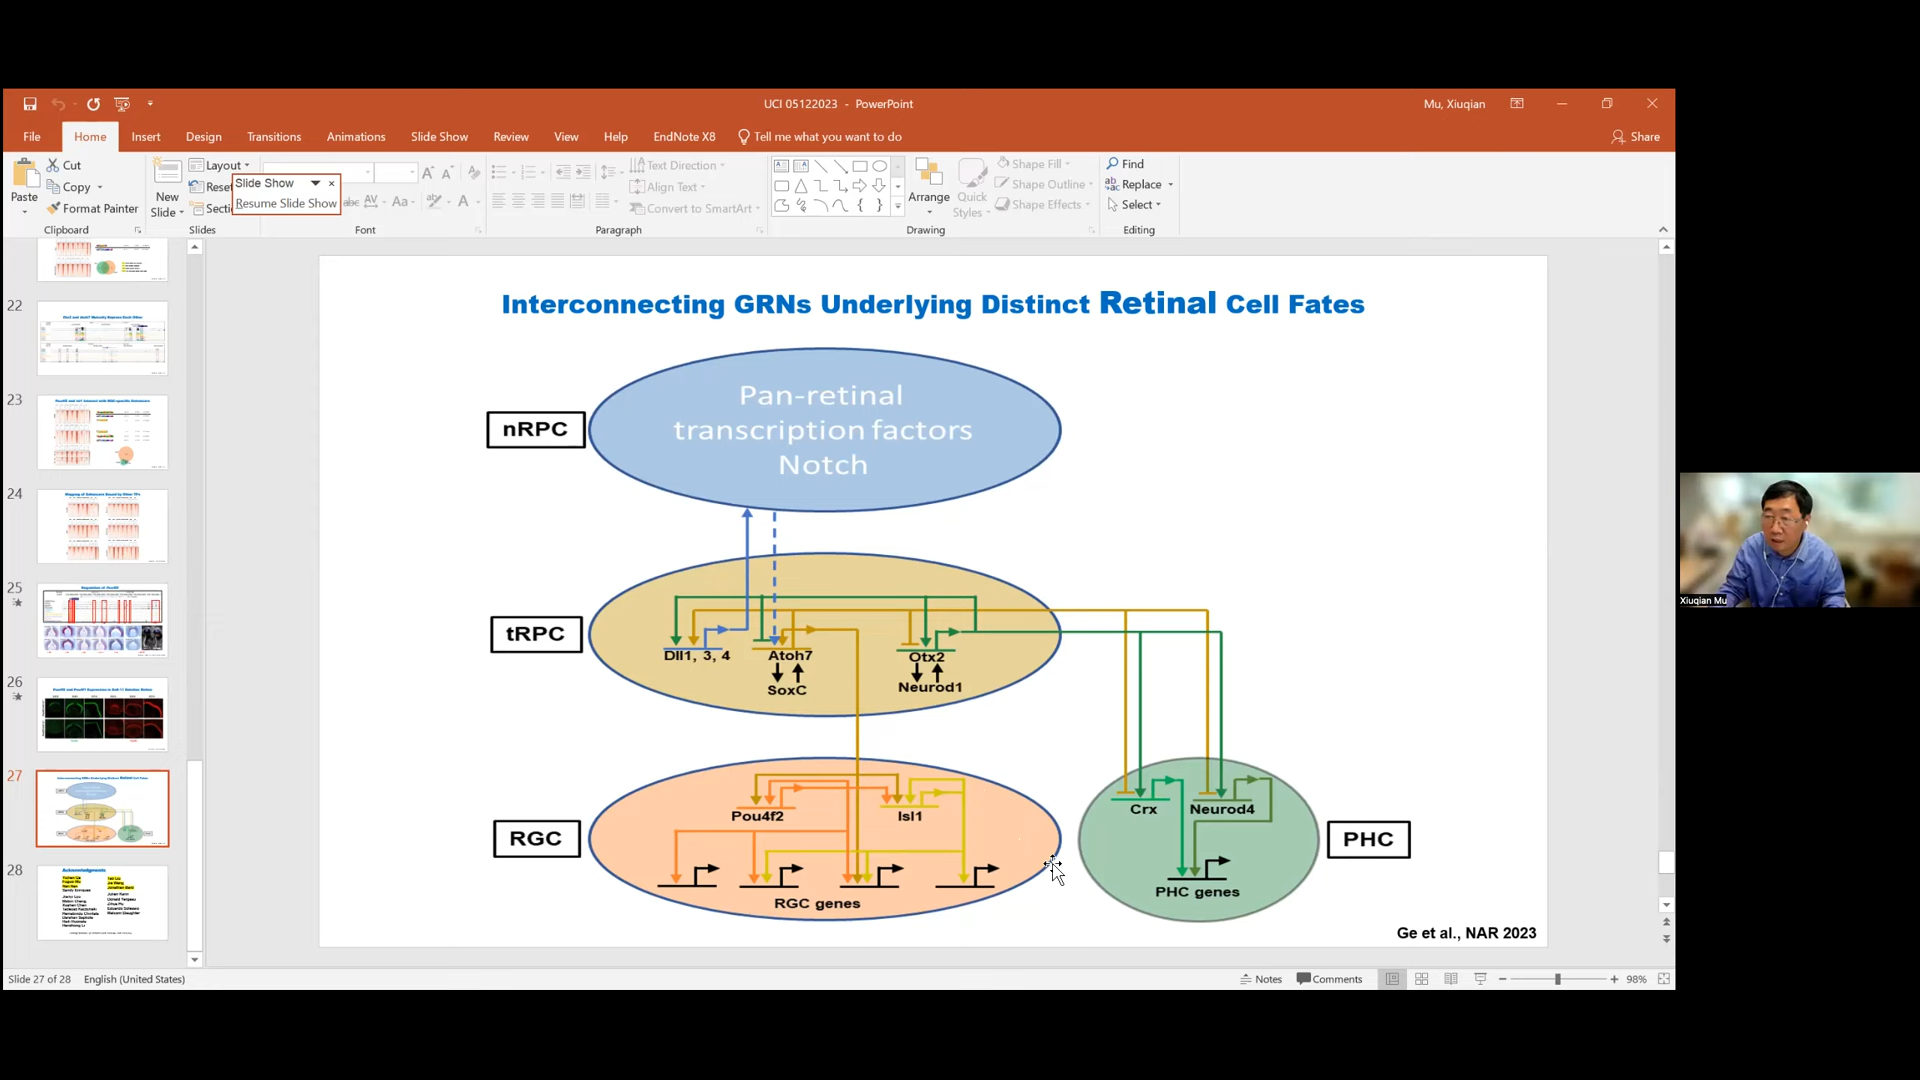 UCI 05122023 - PowerPoint
Mu, Xiuqian
File Home Insert Design Transitions Animations Slide Show Review View Help EndNote X8 Tell me what you want to do Share
Paste
Cut
Copy
Format Painter
Clipboard
New Slide
Layout
Reset
Slides
Slide Show
Resume Slide Show
Font
Text Direction
Align Text
Convert to SmartArt
Paragraph
Arrange
Quick Styles
Shape Fill
Shape Outline
Shape Effects
Drawing
Find
Replace
Select
Editing
22
23
24
25
26
27
28
Acknowledgments
Interconnecting GRNs Underlying Distinct Retinal Cell Fates
nRPC
Pan-retinal
transcription factors
Notch
tRPC
Dll1, 3, 4
Atoh7
SoxC
Otx2
Neurod1
RGC
Pou4f2
Isl1
RGC genes
Crx
Neurod4
PHC genes
PHC
Ge et al., NAR 2023
Xiuqian Mu
Slide 27 of 28 English (United States)
Notes Comments 98%